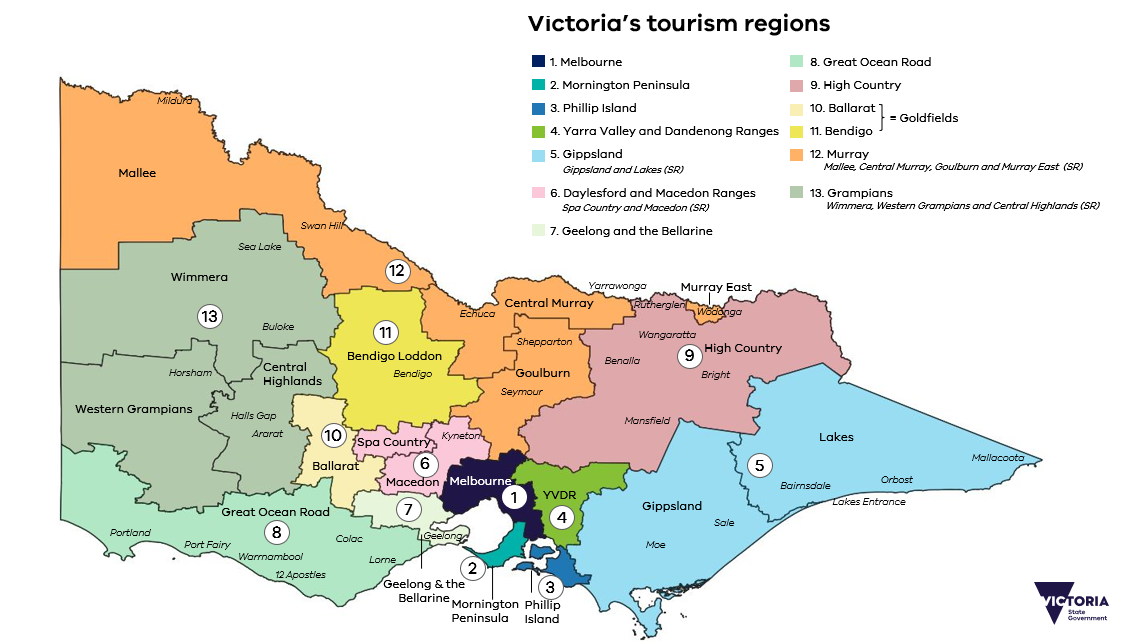 Victoria's tourism regions
1. Melbourne
2. Mornington Peninsula
3. Phillip Island
4. Yarra Valley and Dandenong Ranges
5. Gippsland
Gippsland and Lakes (SR)
6. Daylesford and Macedon Ranges
Spa Country and Macedon (SR)
7. Geelong and the Bellarine
8. Great Ocean Road
9. High Country
10. Ballarat
= Goldfields
11. Bendigo
12. Murray
Mallee, Central Murray, Goulburn and Murray East (SR)
13. Grampians
Wimmera, Western Grampians and Central Highlands (SR)
Mildura
Mallee
Swan Hill
Sea Lake
12
Wimmera
13
Buloke
Yarrawonga
Murray East
Central Murray
Rutherglen
Wodonga
Echuca
11
Bendigo Loddon
Bendigo
Shepparton
Wangaratta
High Country
9
Benalla
Bright
Horsham
Central
Highlands
Goulburn
Seymour
Western Grampians
Halls Gap
Ararat
Mansfield
10
Ballarat
Spa Country
Kyneton
6
Macedon
Lakes
5
Mallacoota
Bairnsdale
Orbost
Lakes Entrance
Melbourne
1
YVDR
4
Gippsland
Sale
Moe
Great Ocean Road
8
7
Geelong
Portland
Port Fairy
Warrnambool
Colac
Lorne
12 Apostles
Geelong & the
Bellarine
2
Mornington
Peninsula
3
Phillip
Island
VICTORIA
State
Government